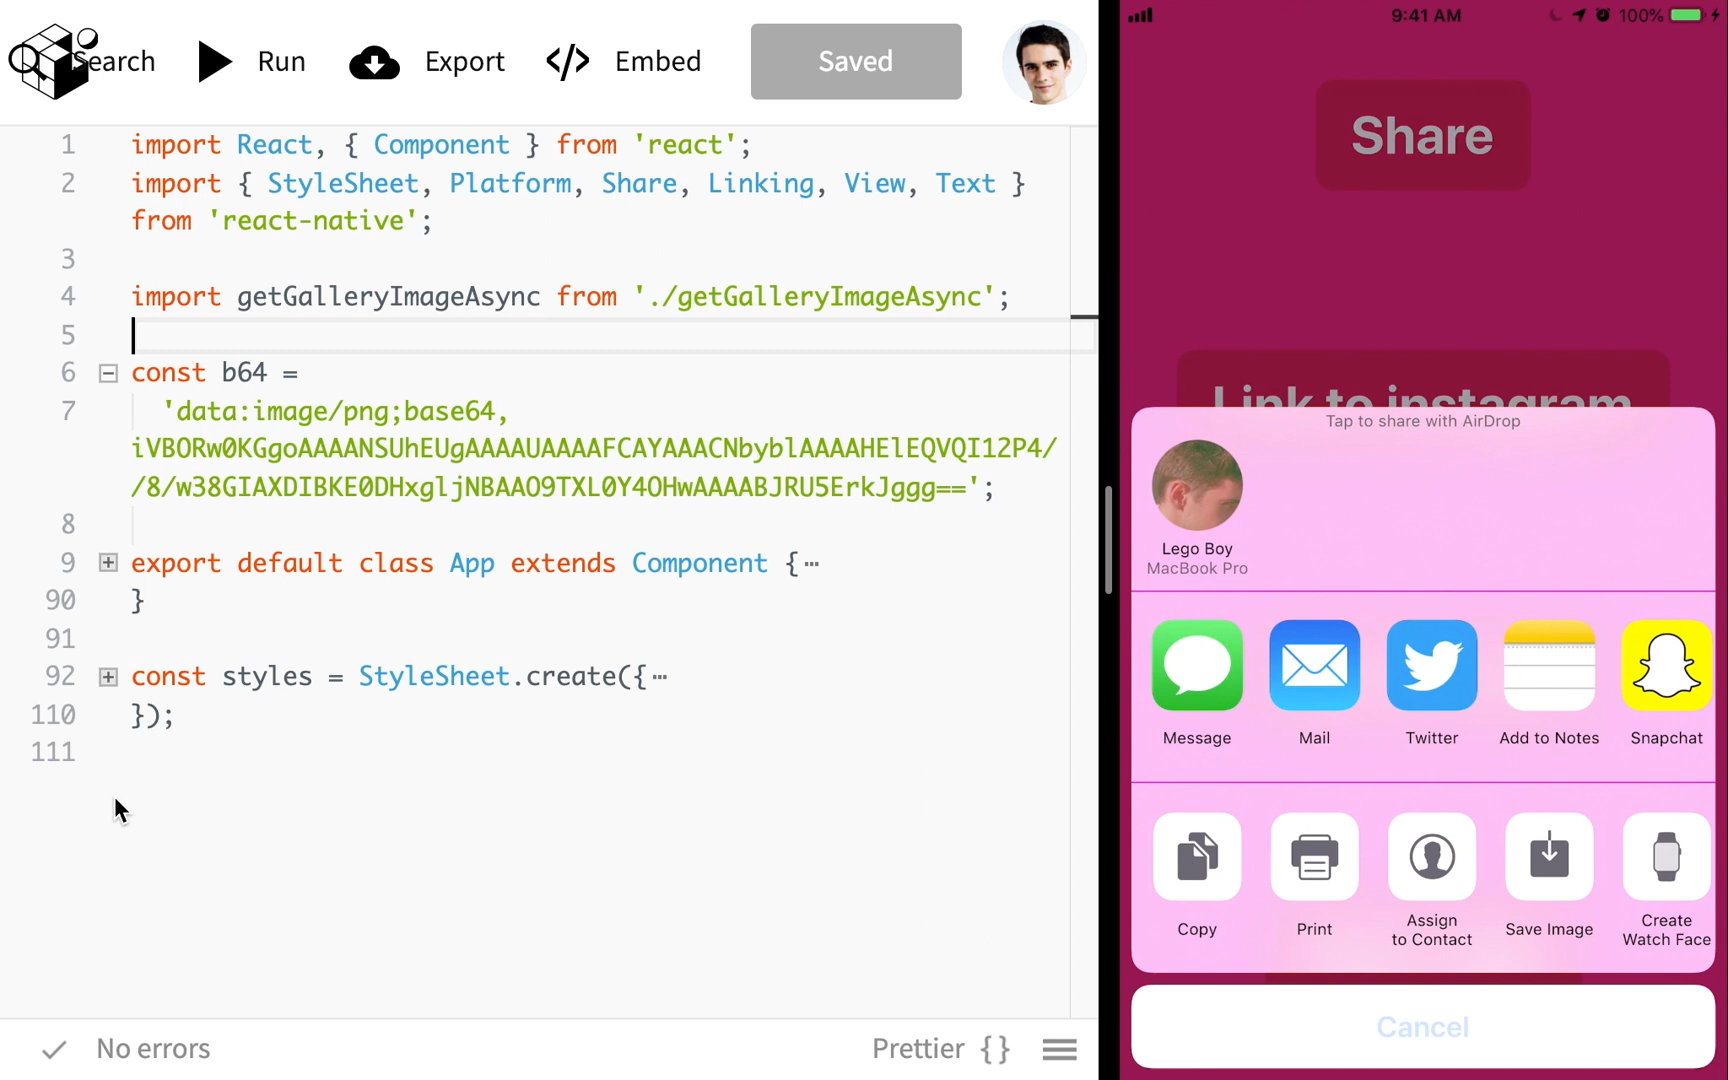 Search
Run
Export
</> Embed
Saved
1 import React, { Component } from 'react';
2 import { StyleSheet, Platform, Share, Linking, View, Text }
from 'react-native';
3
4 import getGalleryImageAsync from './getGalleryImageAsync';
5
6 const b64 =
7 'data:image/png;base64,
iVBORw0KGgoAAAANSUhEUgAAAAUAAAAFCAYAAACNbyblAAAAHElEQVQI12P4/
/8/w38GIAXDIBKE0DHxgljNBAAO9TXL0Y4OHwAAAABJRU5ErkJggg==';
8
9 export default class App extends Component {
90 }
91
92 const styles = StyleSheet.create({
110 });
111
No errors
Prettier {}
9:41 AM
100%
Share
Link to instagram
Tap to share with AirDrop
Lego Boy
MacBook Pro
Message
Mail
Twitter
Add to Notes
Snapchat
Copy
Print
Assign
to Contact
Save Image
Create
Watch Face
Cancel